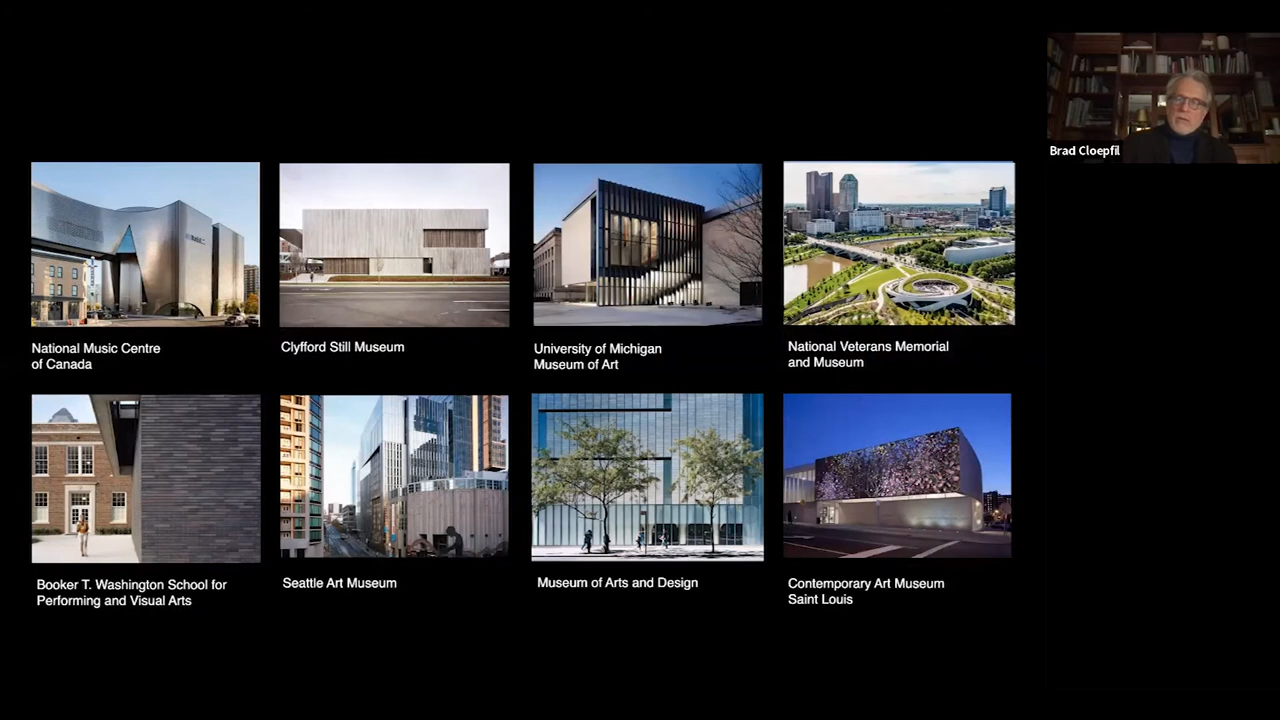 Brad Cloepfil
National Music Centre
of Canada
Clyfford Still Museum
University of Michigan
Museum of Art
National Veterans Memorial
and Museum
Booker T. Washington School for
Performing and Visual Arts
Seattle Art Museum
Museum of Arts and Design
Contemporary Art Museum
Saint Louis